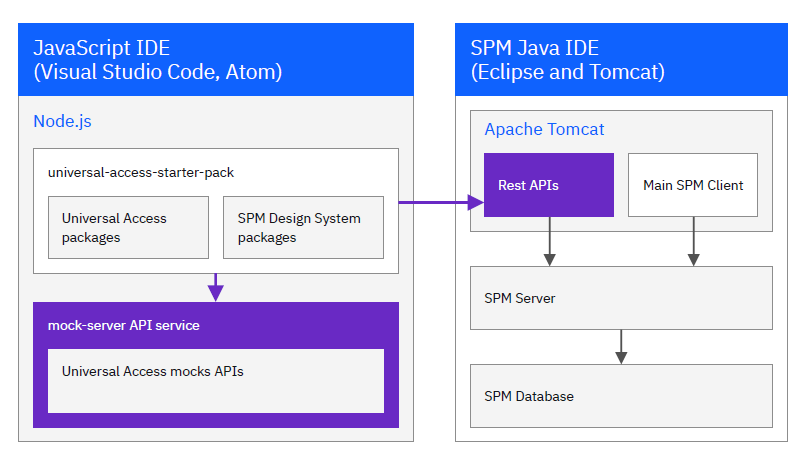 JavaScript IDE
(Visual Studio Code, Atom)
Node.js
universal-access-starter-pack
Universal Access
packages
SPM Design System
packages
mock-server API service
Universal Access mocks APIs
SPM Java IDE
(Eclipse and Tomcat)
Apache Tomcat
Rest APIs
Main SPM Client
SPM Server
SPM Database